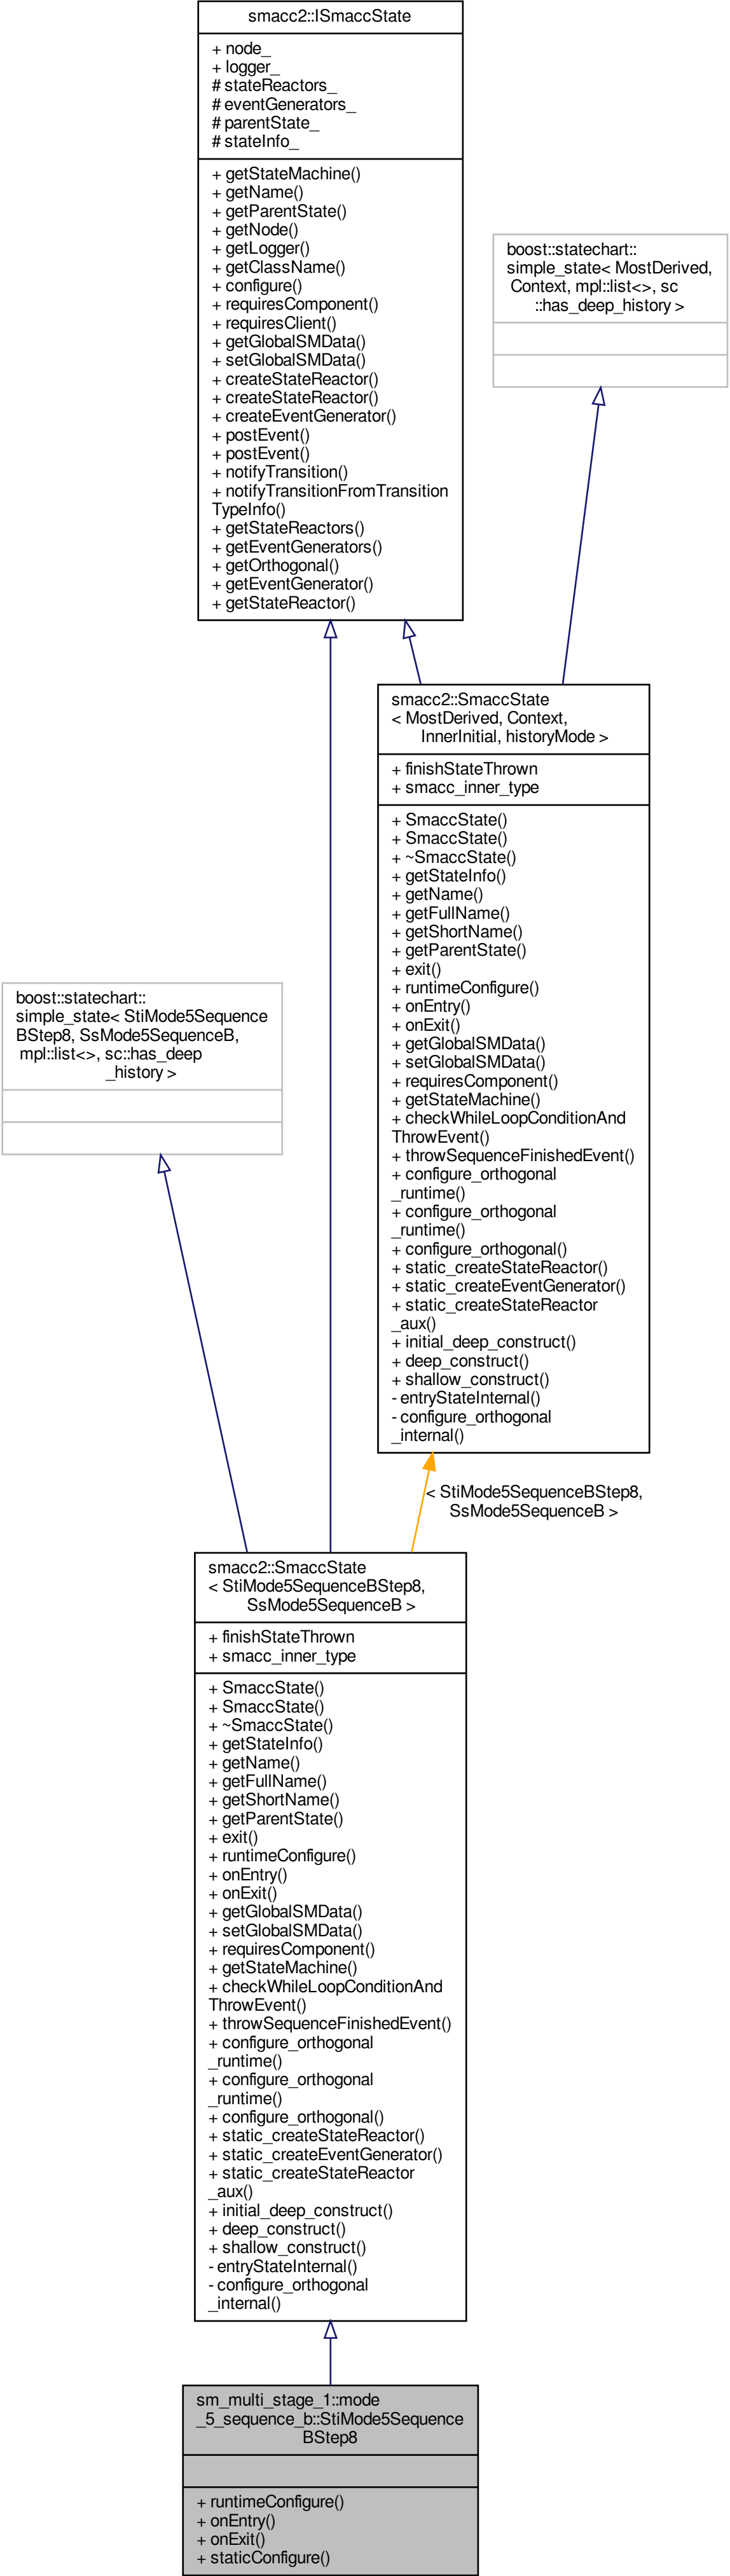 smacc2::ISmaccState
+ node_
+ logger_
# stateReactors_
# eventGenerators_
# parentState_
# stateInfo_
+ getStateMachine()
+ getName()
+ getParentState()
+ getNode()
+ getLogger()
+ getClassName()
+ configure()
+ requiresComponent()
+ requiresClient()
+ getGlobalSMData()
+ setGlobalSMData()
+ createStateReactor()
+ createStateReactor()
+ createEventGenerator()
+ postEvent()
+ postEvent()
+ notifyTransition()
+ notifyTransitionFromTransition
TypeInfo()
+ getStateReactors()
+ getEventGenerators()
+ getOrthogonal()
+ getEventGenerator()
+ getStateReactor()
boost::statechart::
simple_state< MostDerived,
Context, mpl::list<>, sc
::has_deep_history >
smacc2::SmaccState
< MostDerived, Context,
InnerInitial, historyMode >
+ finishStateThrown
+ smacc_inner_type
+ SmaccState()
+ SmaccState()
+ ~SmaccState()
+ getStateInfo()
+ getName()
+ getFullName()
+ getShortName()
+ getParentState()
+ exit()
+ runtimeConfigure()
+ onEntry()
+ onExit()
+ getGlobalSMData()
+ setGlobalSMData()
+ requiresComponent()
+ getStateMachine()
+ checkWhileLoopConditionAnd
ThrowEvent()
+ throwSequenceFinishedEvent()
+ configure_orthogonal
_runtime()
+ configure_orthogonal
_runtime()
+ configure_orthogonal()
+ static_createStateReactor()
+ static_createEventGenerator()
+ static_createStateReactor
_aux()
+ initial_deep_construct()
+ deep_construct()
+ shallow_construct()
- entryStateInternal()
- configure_orthogonal
_internal()
boost::statechart::
simple_state< StiMode5Sequence
BStep8, SsMode5SequenceB,
mpl::list<>, sc::has_deep
_history >
< StiMode5SequenceBStep8,
SsMode5SequenceB >
smacc2::SmaccState
< StiMode5SequenceBStep8,
SsMode5SequenceB >
+ finishStateThrown
+ smacc_inner_type
+ SmaccState()
+ SmaccState()
+ ~SmaccState()
+ getStateInfo()
+ getName()
+ getFullName()
+ getShortName()
+ getParentState()
+ exit()
+ runtimeConfigure()
+ onEntry()
+ onExit()
+ getGlobalSMData()
+ setGlobalSMData()
+ requiresComponent()
+ getStateMachine()
+ checkWhileLoopConditionAnd
ThrowEvent()
+ throwSequenceFinishedEvent()
+ configure_orthogonal
_runtime()
+ configure_orthogonal
_runtime()
+ configure_orthogonal()
+ static_createStateReactor()
+ static_createEventGenerator()
+ static_createStateReactor
_aux()
+ initial_deep_construct()
+ deep_construct()
+ shallow_construct()
- entryStateInternal()
- configure_orthogonal
_internal()
sm_multi_stage_1::mode
_5_sequence_b::StiMode5Sequence
BStep8
+ runtimeConfigure()
+ onEntry()
+ onExit()
+ staticConfigure()